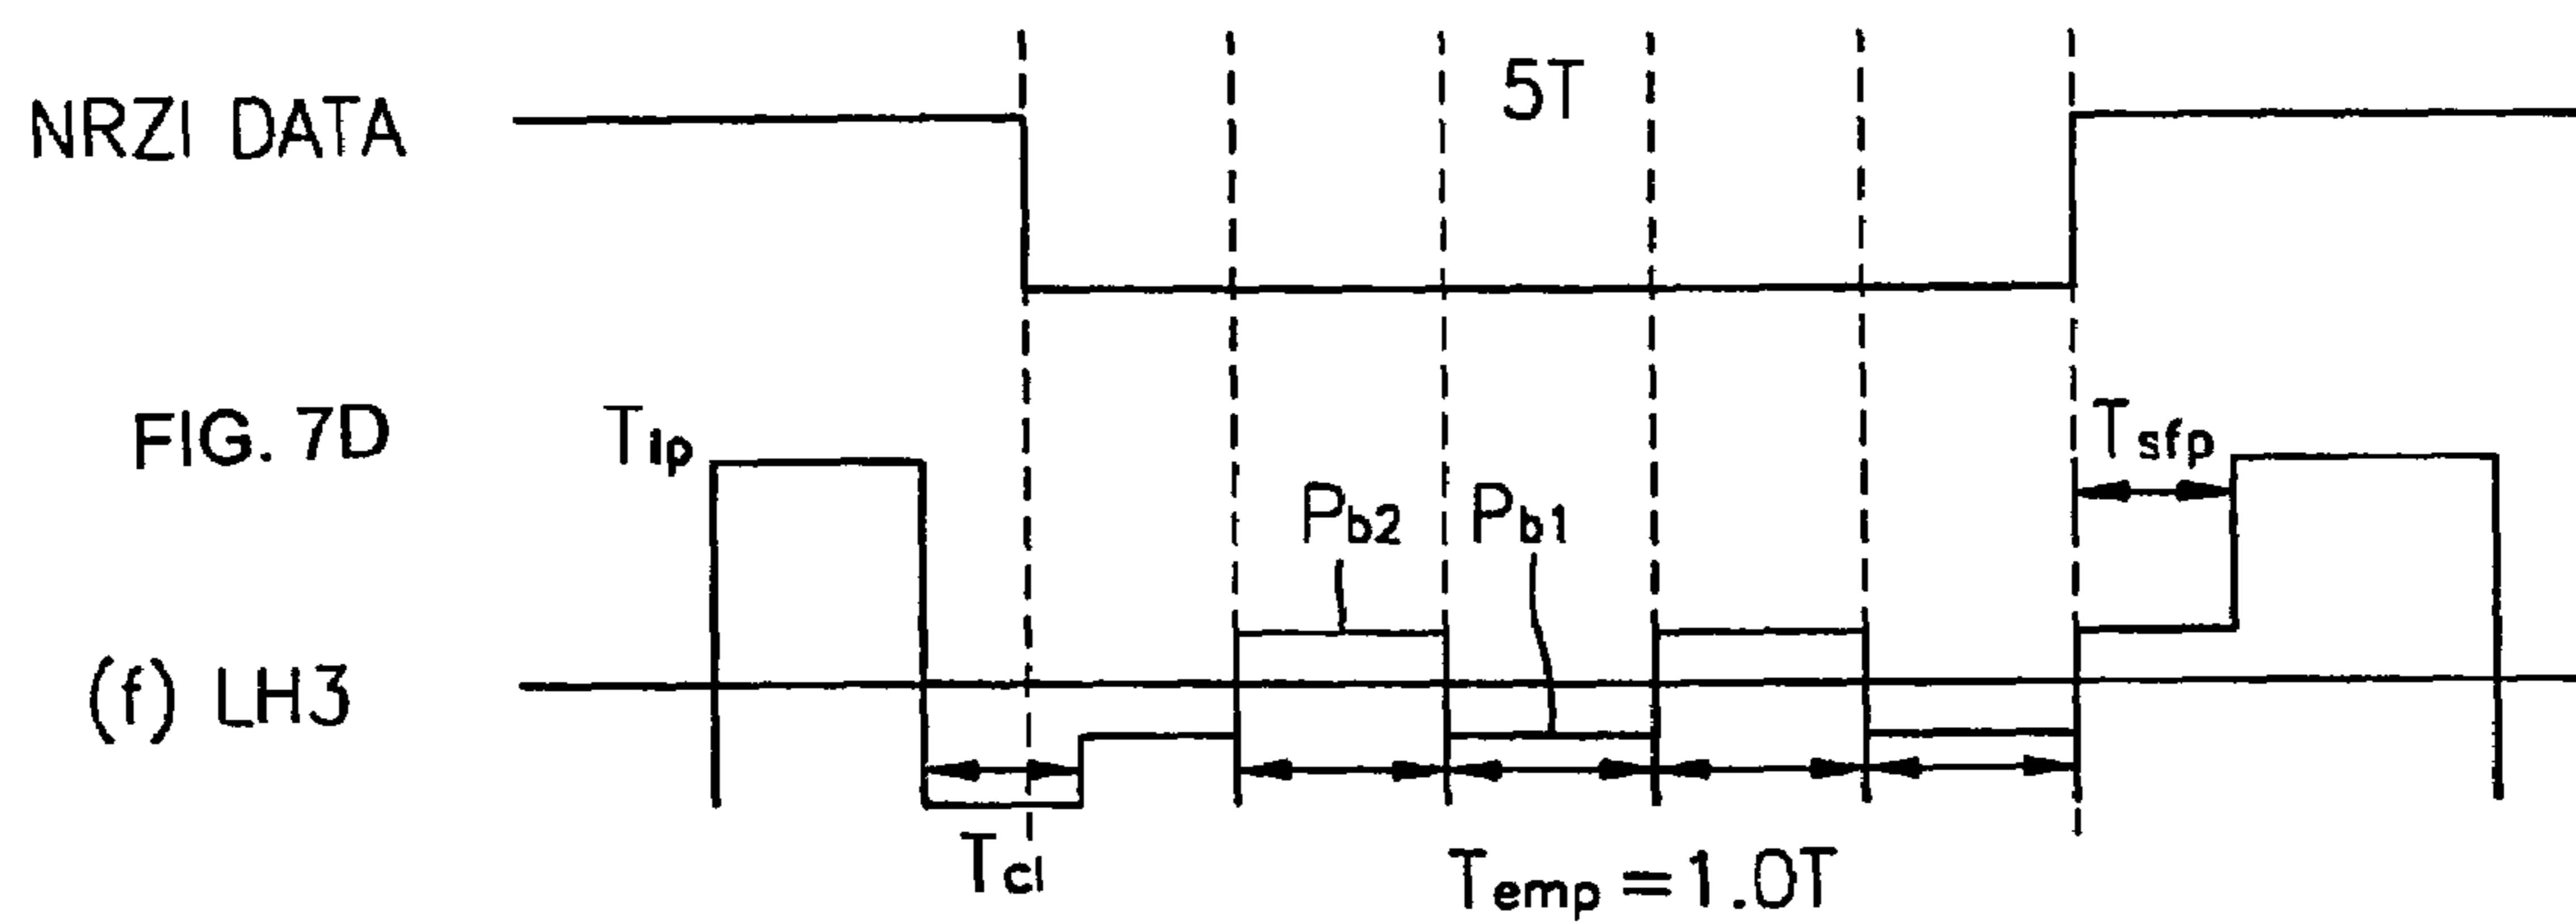 5T
NRZI DATA
FIG. 7D
Tlp
Tsfp
Pb2
Pb1
(f) LH3
Tcl
Temp = 1.0T